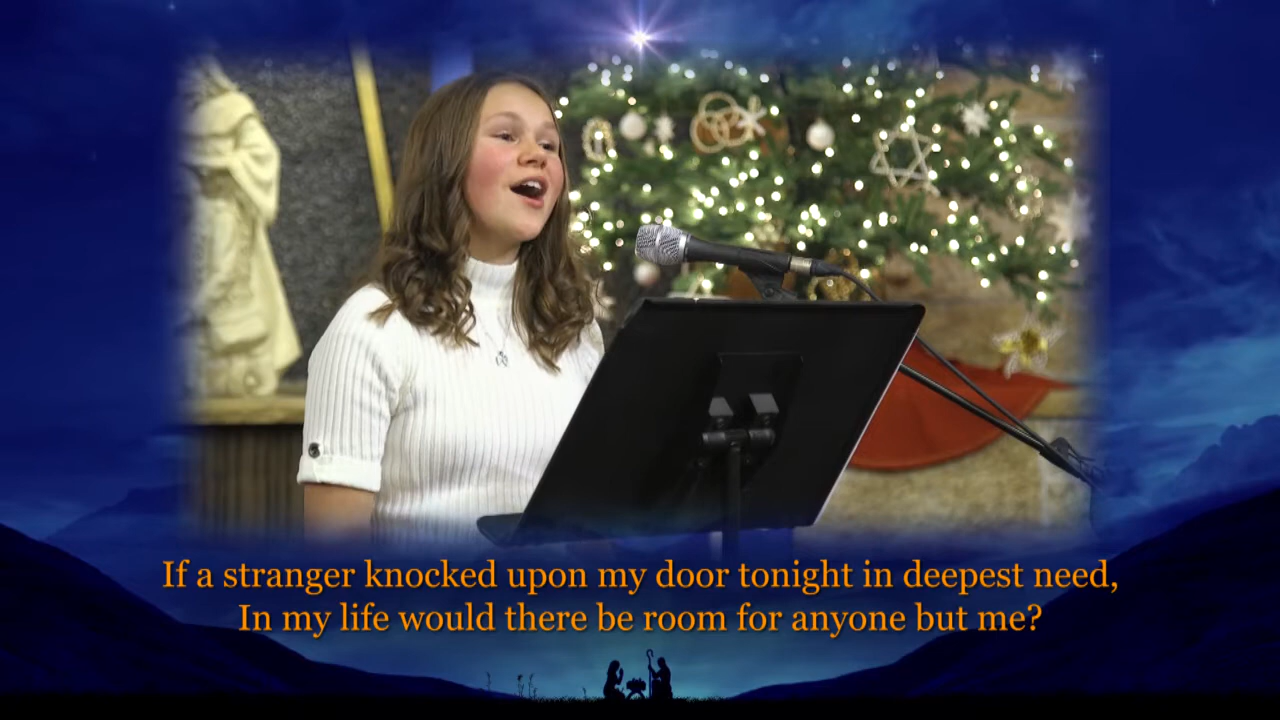 If a stranger knocked upon my door tonight in deepest need,
In my life would there be room for anyone but me?